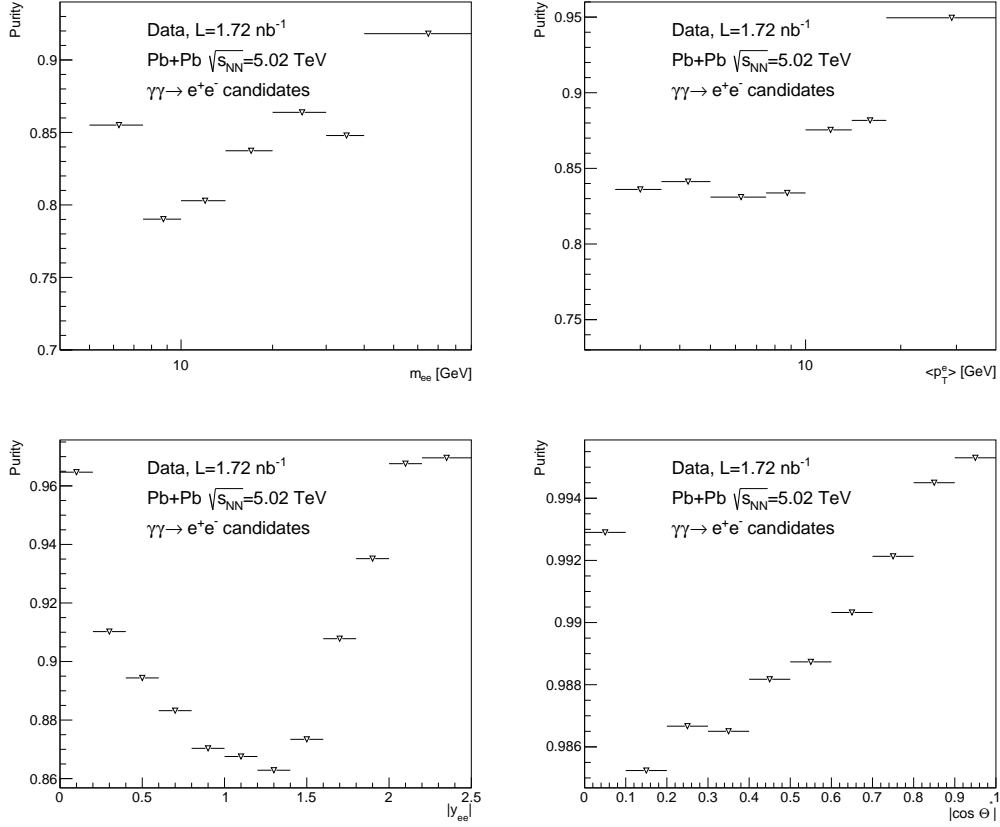 Purity
Data, L=1.72 nb⁻¹
Pb+Pb √s_NN=5.02 TeV
γγ→ e⁺e⁻ candidates
0.9
0.85
0.8
0.75
0.7
10
m_ee [GeV]
Purity
Data, L=1.72 nb⁻¹
Pb+Pb √s_NN=5.02 TeV
γγ→ e⁺e⁻ candidates
0.95
0.9
0.85
0.8
0.75
10
<p_T^e> [GeV]
Purity
Data, L=1.72 nb⁻¹
Pb+Pb √s_NN=5.02 TeV
γγ→ e⁺e⁻ candidates
0.96
0.94
0.92
0.9
0.88
0.86
0 0.5 1 1.5 2 2.5
|y_ee|
Purity
Data, L=1.72 nb⁻¹
Pb+Pb √s_NN=5.02 TeV
γγ→ e⁺e⁻ candidates
0.994
0.992
0.99
0.988
0.986
0 0.1 0.2 0.3 0.4 0.5 0.6 0.7 0.8 0.9 1
|cos Θ*|